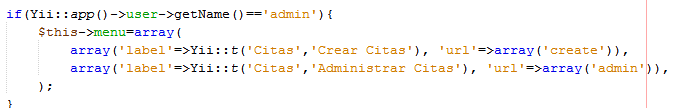 if(Yii::app()->user->getName()=='admin'){
$this->menu=array(
array('label'=>Yii::t('Citas','Crear Citas'), 'url'=>array('create')),
array('label'=>Yii::t('Citas','Administrar Citas'), 'url'=>array('admin')),
);
}